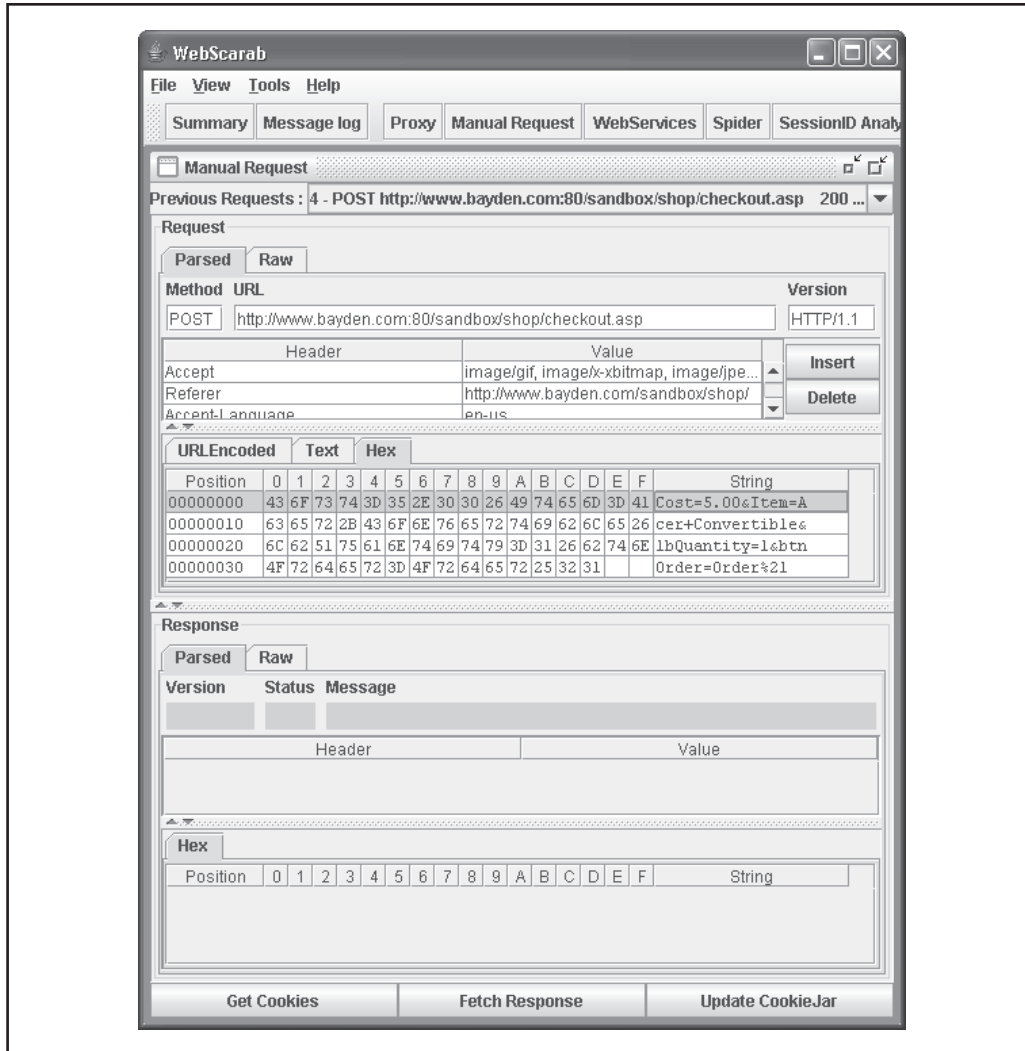 WebScarab
File View Tools Help
Summary Message log Proxy Manual Request WebServices Spider SessionID Analy
Manual Request
Previous Requests : 4 - POST http://www.bayden.com:80/sandbox/shop/checkout.asp 200 ...
Request
Parsed Raw
Method URL Version
POST http://www.bayden.com:80/sandbox/shop/checkout.asp HTTP/1.1
Header Value
Accept image/gif, image/x-xbitmap, image/jpe...
Insert
Referer http://www.bayden.com/sandbox/shop/
Delete
Accept-Language en-us
URLEncoded Text Hex
Position 0 1 2 3 4 5 6 7 8 9 A B C D E F String
00000000 43 6F 73 74 3D 35 2E 30 30 26 49 74 65 6D 3D 41 Cost=5.00&Item=A
00000010 63 65 72 2B 43 6F 6E 76 65 72 74 69 62 6C 65 26 cer+Convertible&
00000020 6C 62 51 75 61 6E 74 69 74 79 3D 31 26 62 74 6E lbQuantity=1&btn
00000030 4F 72 64 65 72 3D 4F 72 64 65 72 25 32 31 Order=Order%21
Response
Parsed Raw
Version Status Message
Header Value
Hex
Position 0 1 2 3 4 5 6 7 8 9 A B C D E F String
Get Cookies Fetch Response Update CookieJar